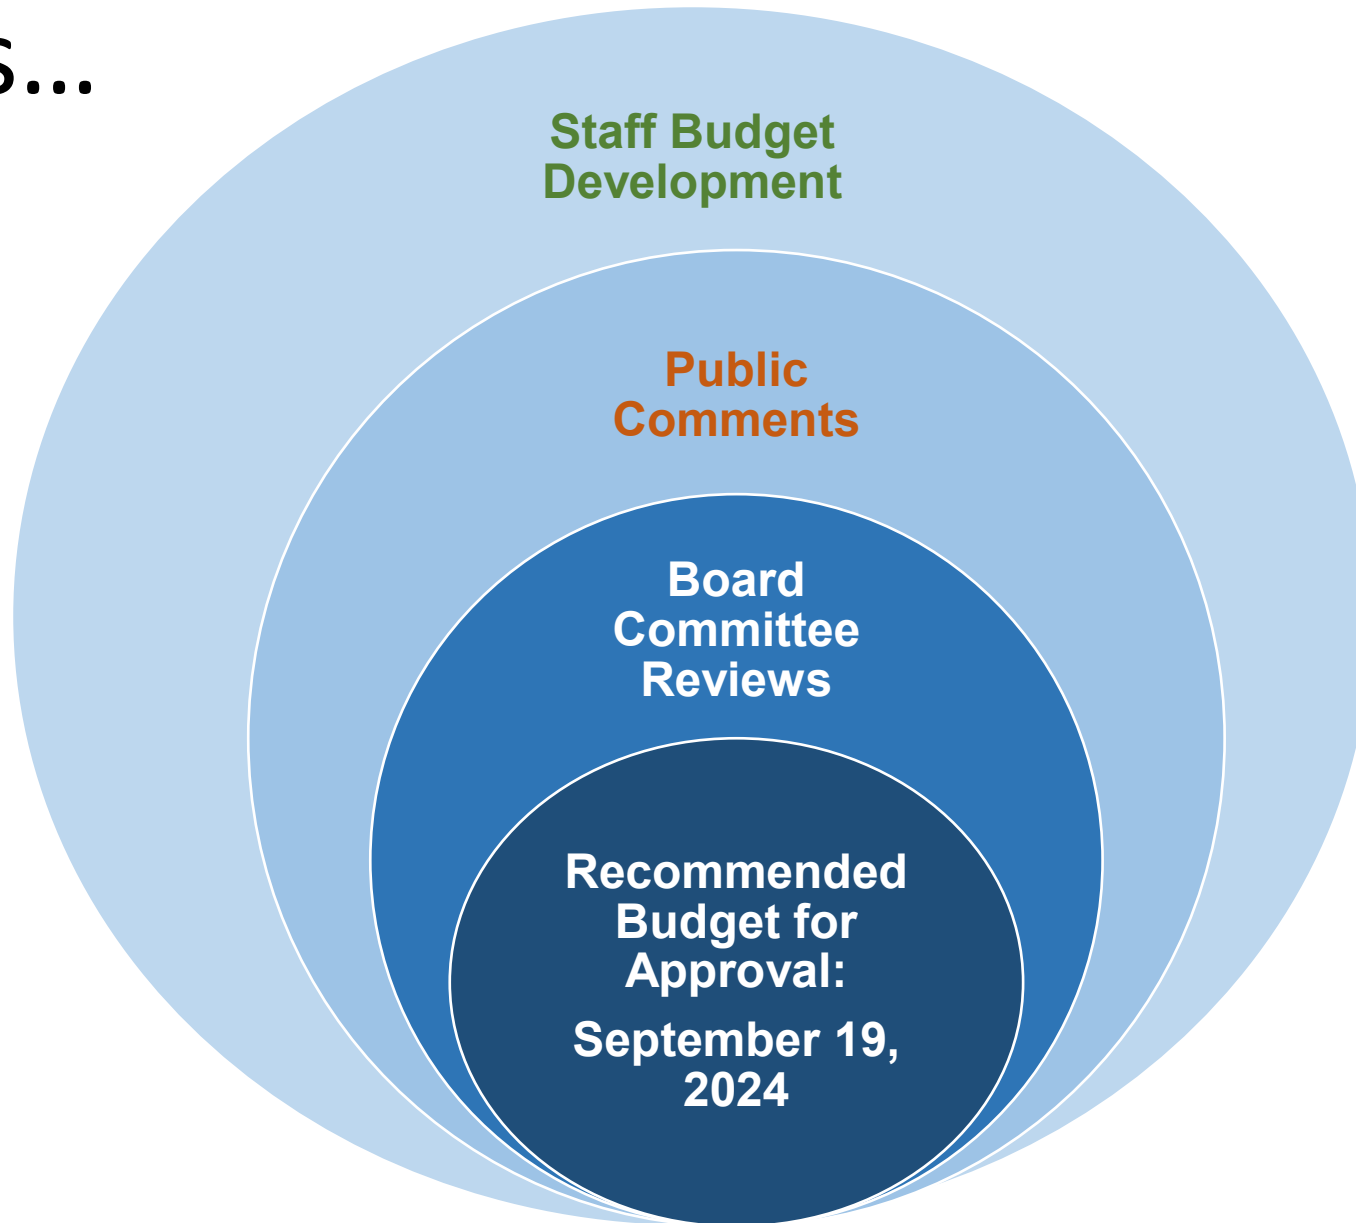 s...
Staff Budget
Development
Public
Comments
Board
Committee
Reviews
Recommended
Budget for
Approval:
September 19,
2024